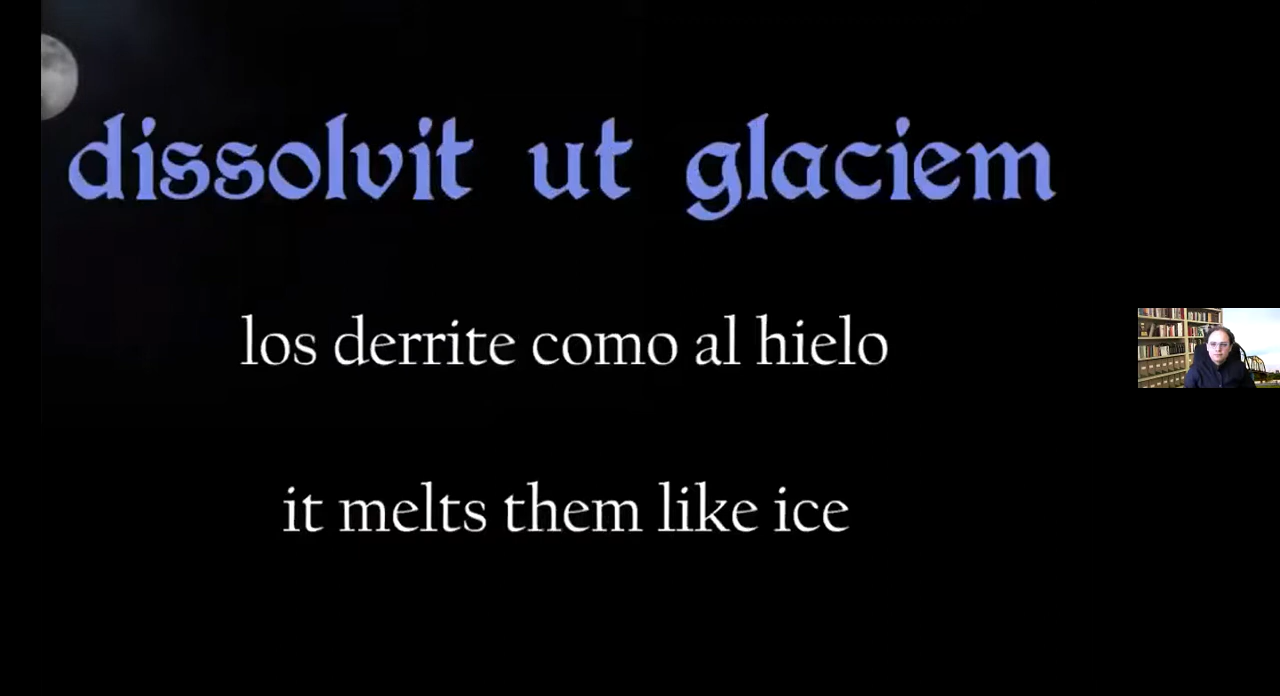 dissolvit ut glaciem
los derrite como al hielo
it melts them like ice